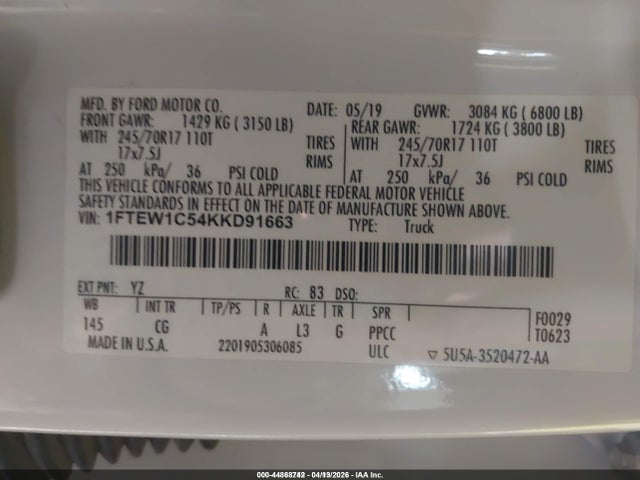 MFD. BY FORD MOTOR CO. DATE: 05/19 GVWR: 3084 KG ( 6800 LB)
FRONT GAWR: 1429 KG ( 3150 LB) REAR GAWR: 1724 KG ( 3800 LB)
WITH 245/70R17 110T TIRES WITH 245/70R17 110T TIRES
17x7.5J RIMS 17x7.5J RIMS
AT 250 kPa/ 36 PSI COLD AT 250 kPa/ 36 PSI COLD
THIS VEHICLE CONFORMS TO ALL APPLICABLE FEDERAL MOTOR VEHICLE
SAFETY STANDARDS IN EFFECT ON THE DATE OF MANUFACTURE SHOWN ABOVE.
VIN: 1FTEW1C54KKD91663 TYPE: Truck
EXT PNT: YZ RC: 83 DSO:
WB INT TR TP/PS R AXLE TR SPR F0029
145 CG A L3 G PPCC T0623
MADE IN U.S.A. 2201905306085 ULC ▽ 5U5A-3520472-AA
04/13/2026 - IAA Inc.